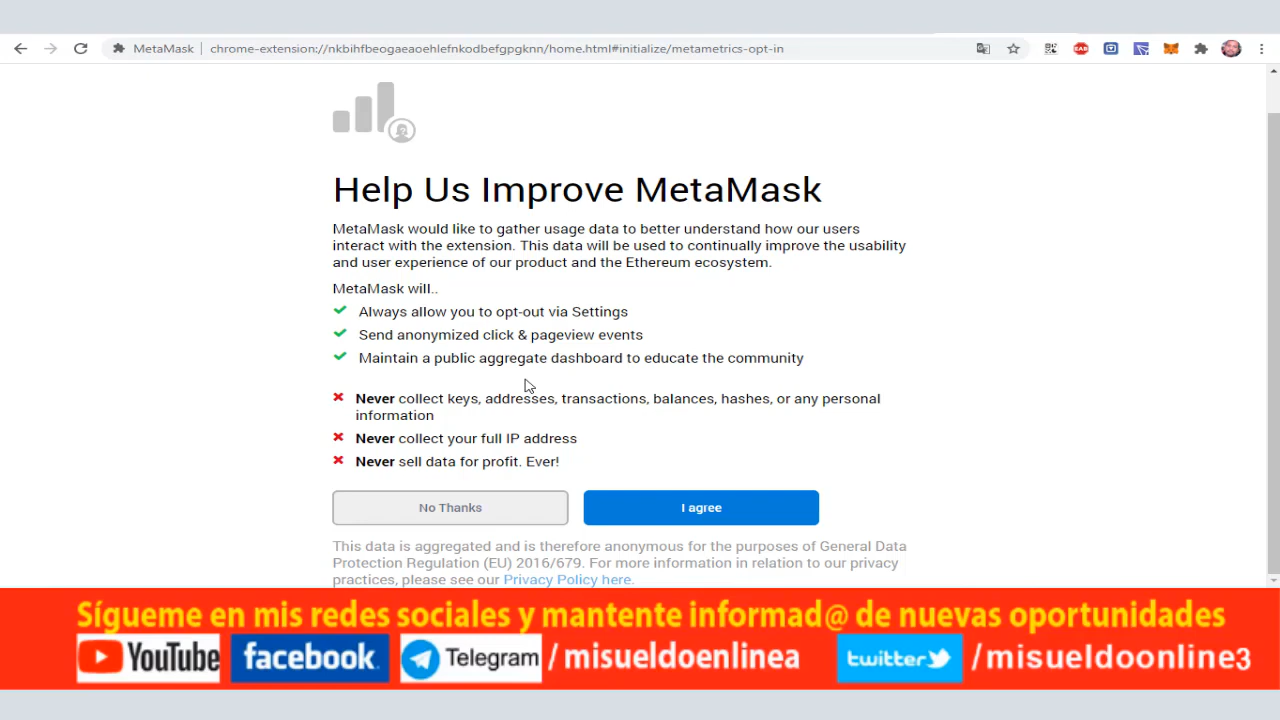 MetaMask chrome-extension://nkbihfbeogaeaoehlefnkodbefgpgknn/home.html#initialize/metametrics-opt-in
Help Us Improve MetaMask
MetaMask would like to gather usage data to better understand how our users
interact with the extension. This data will be used to continually improve the usability
and user experience of our product and the Ethereum ecosystem.
MetaMask will..
Always allow you to opt-out via Settings
Send anonymized click & pageview events
Maintain a public aggregate dashboard to educate the community
Never collect keys, addresses, transactions, balances, hashes, or any personal
information
Never collect your full IP address
Never sell data for profit. Ever!
No Thanks I agree
This data is aggregated and is therefore anonymous for the purposes of General Data
Protection Regulation (EU) 2016/679. For more information in relation to our privacy
practices, please see our Privacy Policy here.
Sígueme en mis redes sociales y mantente informad@ de nuevas oportunidades
YouTube facebook Telegram /misueldoenlinea twitter /misueldoonline3